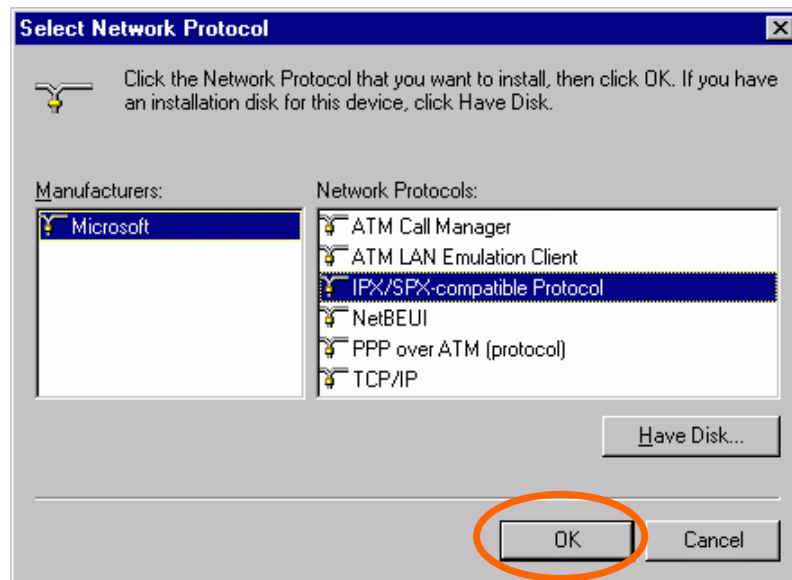 Select Network Protocol
Click the Network Protocol that you want to install, then click OK. If you have
an installation disk for this device, click Have Disk.
Manufacturers:
Microsoft
Network Protocols:
ATM Call Manager
ATM LAN Emulation Client
IPX/SPX-compatible Protocol
NetBEUI
PPP over ATM (protocol)
TCP/IP
Have Disk...
OK
Cancel